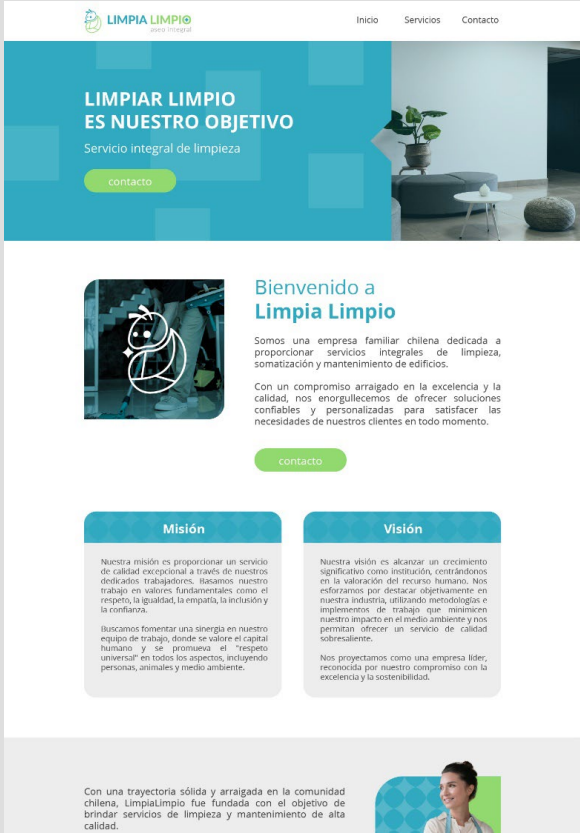 LIMPIA LIMPIO
aseo integral
Inicio Servicios Contacto
LIMPIAR LIMPIO
ES NUESTRO OBJETIVO
Servicio integral de limpieza
contacto
Bienvenido a
Limpia Limpio
Somos una empresa familiar chilena dedicada a
proporcionar servicios integrales de limpieza,
somatización y mantenimiento de edificios.
Con un compromiso arraigado en la excelencia y la
calidad, nos enorgullecemos de ofrecer soluciones
confiables y personalizadas para satisfacer las
necesidades de nuestros clientes en todo momento.
contacto
Misión
Nuestra misión es proporcionar un servicio
de calidad excepcional a través de nuestros
dedicados trabajadores. Basamos nuestro
trabajo en valores fundamentales como el
respeto, la igualdad, la empatía, la inclusión y
la confianza.
Buscamos fomentar una sinergia en nuestro
equipo de trabajo, donde se valore el capital
humano y se promueva el "respeto
universal" en todos los aspectos, incluyendo
personas, animales y medio ambiente.
Visión
Nuestra visión es alcanzar un crecimiento
significativo como institución, centrándonos
en la valoración del recurso humano. Nos
esforzamos por destacar objetivamente en
nuestra industria, utilizando metodologías e
implementos de trabajo que minimicen
nuestro impacto en el medio ambiente y nos
permitan ofrecer un servicio de calidad
sobresaliente.
Nos proyectamos como una empresa líder,
reconocida por nuestro compromiso con la
excelencia y la sostenibilidad.
Con una trayectoria sólida y arraigada en la comunidad
chilena, LimpiaLimpio fue fundada con el objetivo de
brindar servicios de limpieza y mantenimiento de alta
calidad.